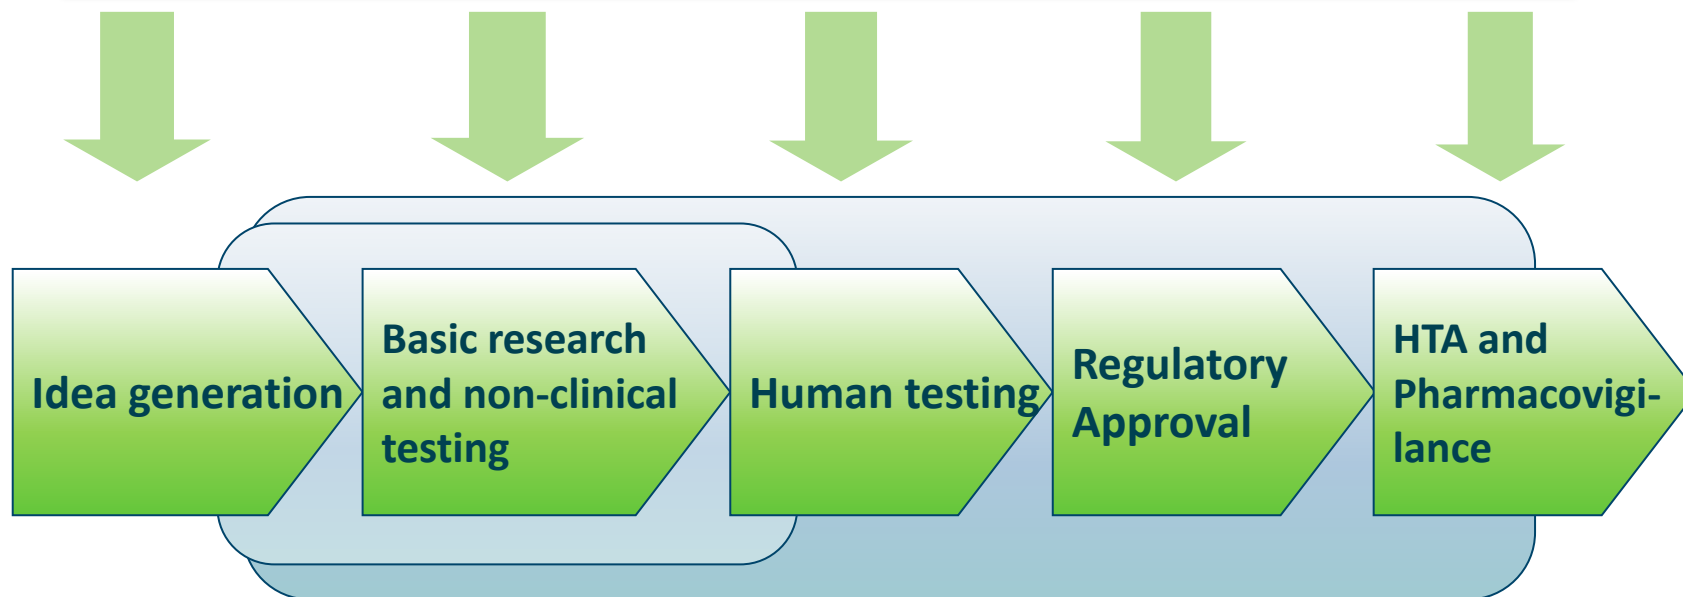 Idea generation
Basic research
and non-clinical
testing
Human testing
Regulatory
Approval
HTA and
Pharmacovigi-
lance